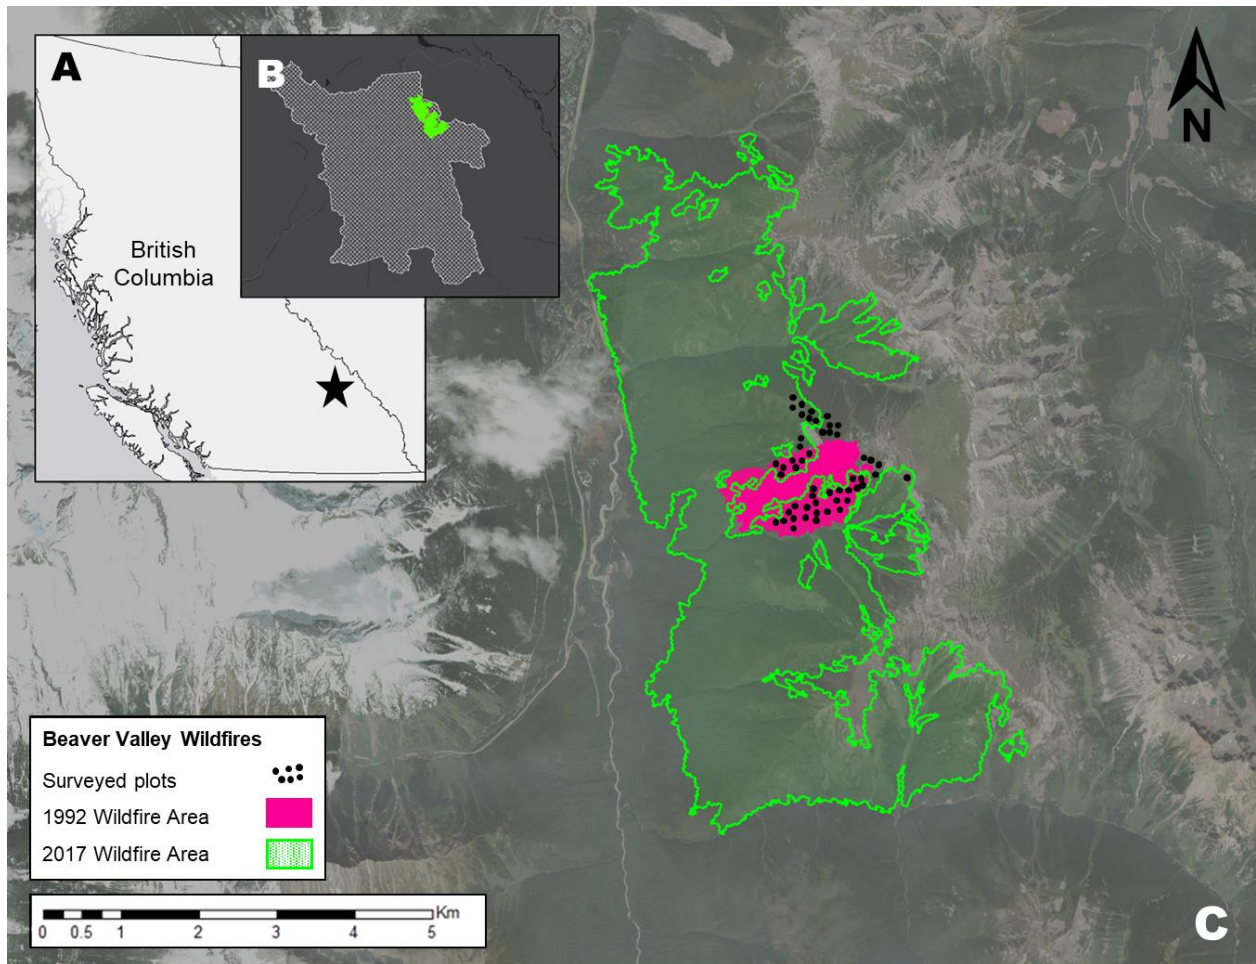 A
B
British
Columbia
N
Beaver Valley Wildfires
Surveyed plots
1992 Wildfire Area
2017 Wildfire Area
Km
0 0.5 1 2 3 4 5
C